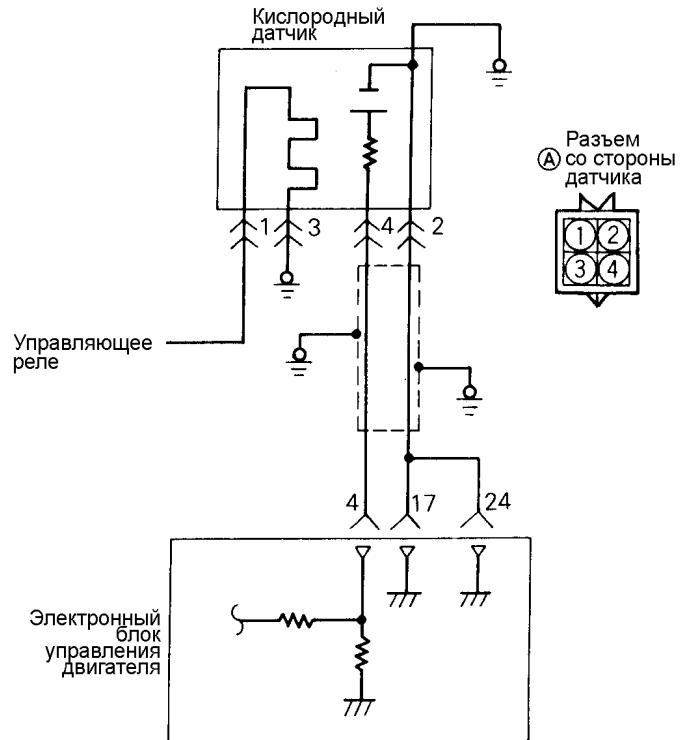 Кислородный
датчик
Разъем
A со стороны
датчика
1 2
3 4
1 3 4 2
Управляющее
реле
4 17 24
Электронный
блок
управления
двигателя